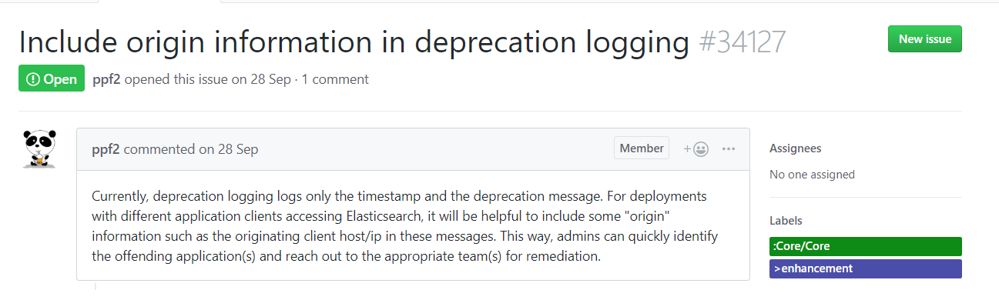 Include origin information in deprecation logging #34127
New issue
Open ppf2 opened this issue on 28 Sep · 1 comment
ppf2 commented on 28 Sep
Member
Currently, deprecation logging logs only the timestamp and the deprecation message. For deployments
with different application clients accessing Elasticsearch, it will be helpful to include some "origin"
information such as the originating client host/ip in these messages. This way, admins can quickly identify
the offending application(s) and reach out to the appropriate team(s) for remediation.
Assignees
No one assigned
Labels
:Core/Core
>enhancement